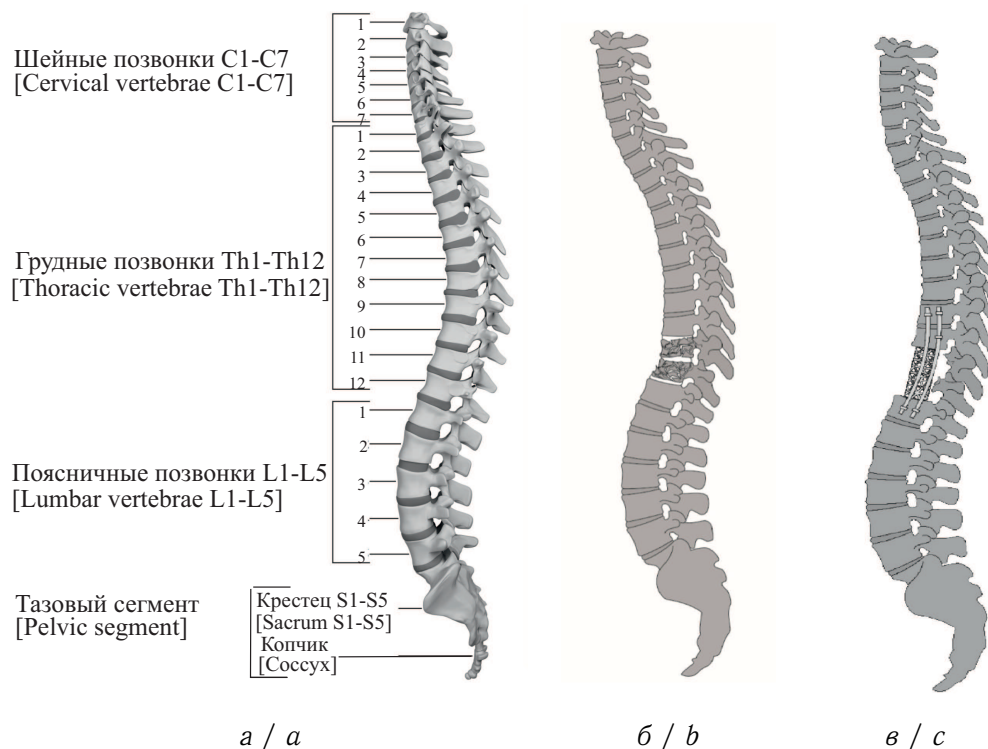 Шейные позвонки C1-C7
[Cervical vertebrae C1-C7]
1
2
3
4
5
6
7
Грудные позвонки Th1-Th12
[Thoracic vertebrae Th1-Th12]
1
2
3
4
5
6
7
8
9
10
11
12
Поясничные позвонки L1-L5
[Lumbar vertebrae L1-L5]
1
2
3
4
5
Тазовый сегмент
[Pelvic segment]
Крестец S1-S5
[Sacrum S1-S5]
Копчик
[Coccyx]
а / a
б / b
в / c